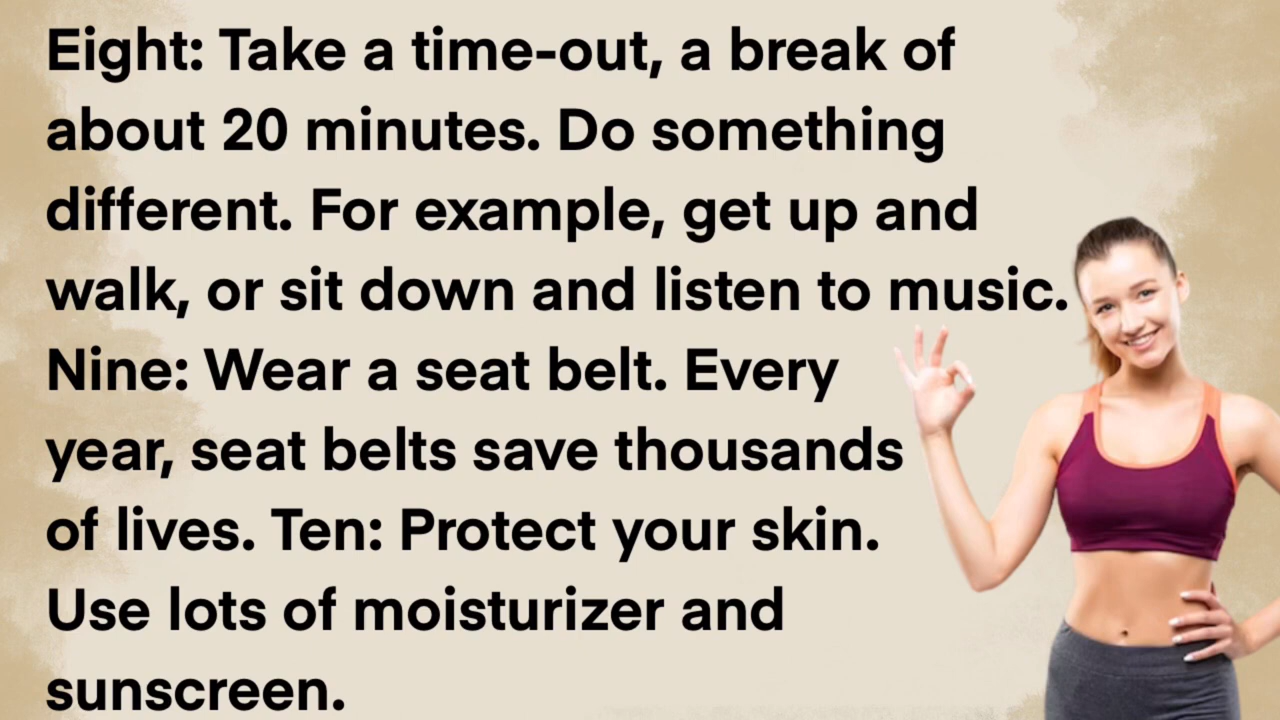 Eight: Take a time-out, a break of
about 20 minutes. Do something
different. For example, get up and
walk, or sit down and listen to music.
Nine: Wear a seat belt. Every
year, seat belts save thousands
of lives. Ten: Protect your skin.
Use lots of moisturizer and
sunscreen.